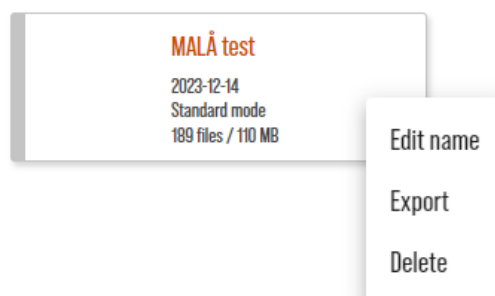 MALÅ test
2023-12-14
Standard mode
189 files / 110 MB
Edit name
Export
Delete